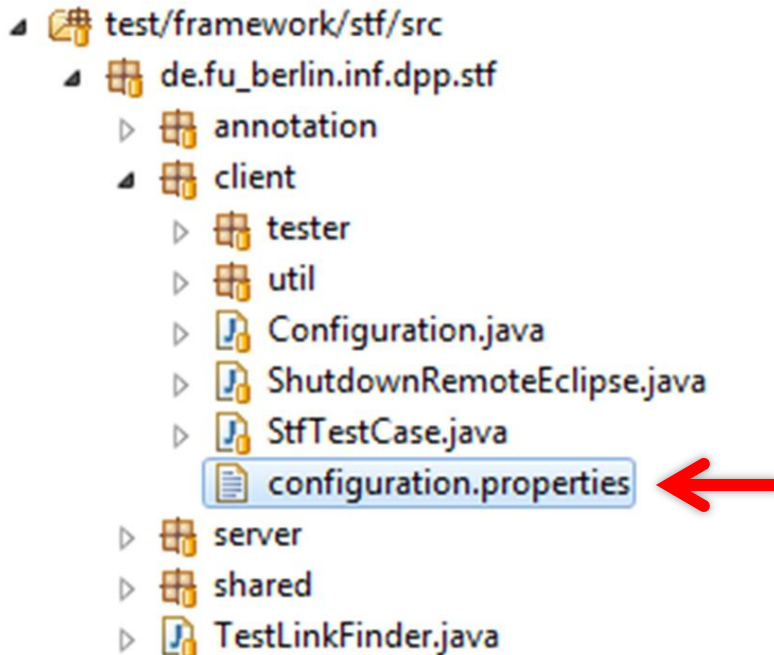 test/framework/stf/src
de.fu_berlin.inf.dpp.stf
annotation
client
tester
util
Configuration.java
ShutdownRemoteEclipse.java
StfTestCase.java
configuration.properties
server
shared
TestLinkFinder.java